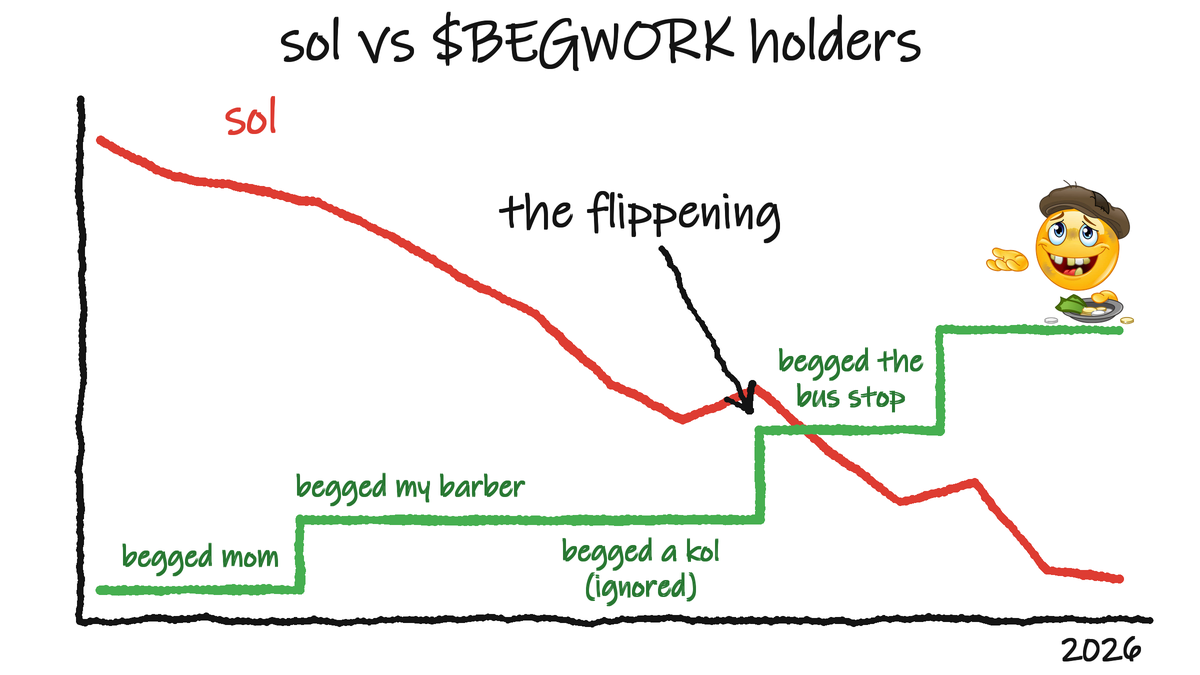 sol vs $BEGWORK holders
sol
the flippening
begged the
bus stop
begged my barber
begged mom
begged a kol
(ignored)
2026